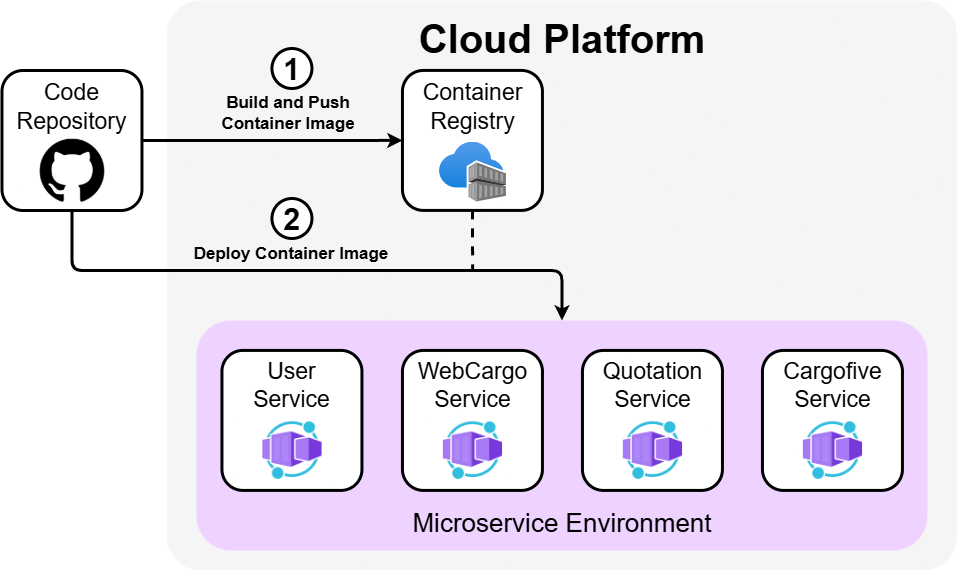 Cloud Platform
1
Build and Push
Container Image
Code
Repository
Container
Registry
2
Deploy Container Image
User
Service
WebCargo
Service
Quotation
Service
Cargofive
Service
Microservice Environment